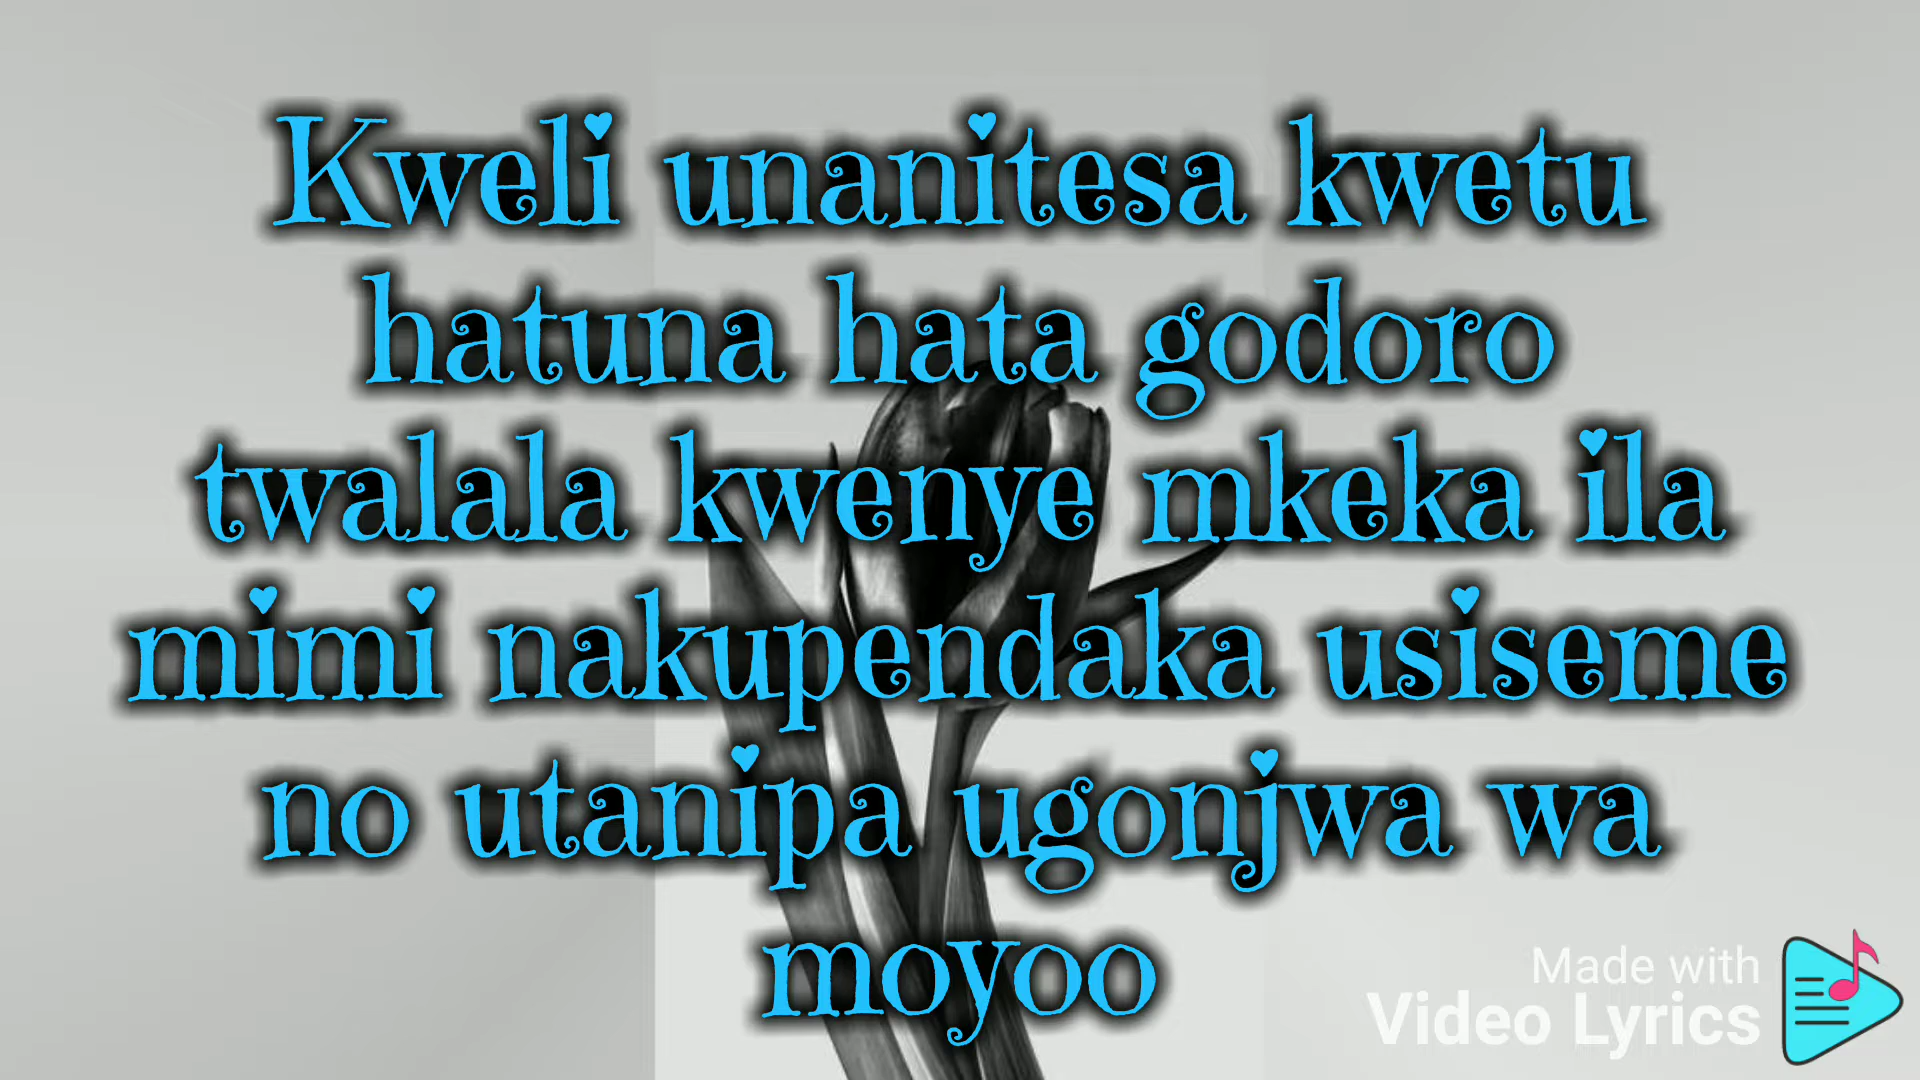 Kweli unanitesa kwetu
hatuna hata godoro
twalala kwenye mkeka ila
mimi nakupendaka usiseme
no utanipa ugonjwa wa
moyoo
Made with
Video Lyrics